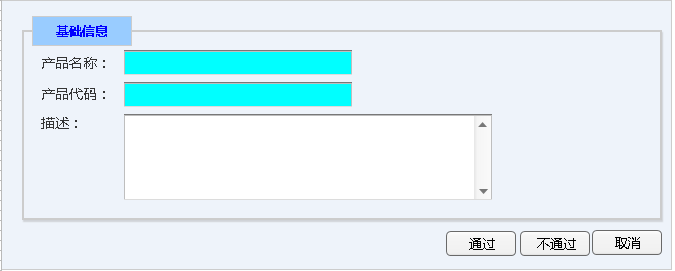 基础信息
产品名称：
产品代码：
描述：
通过 不通过 取消